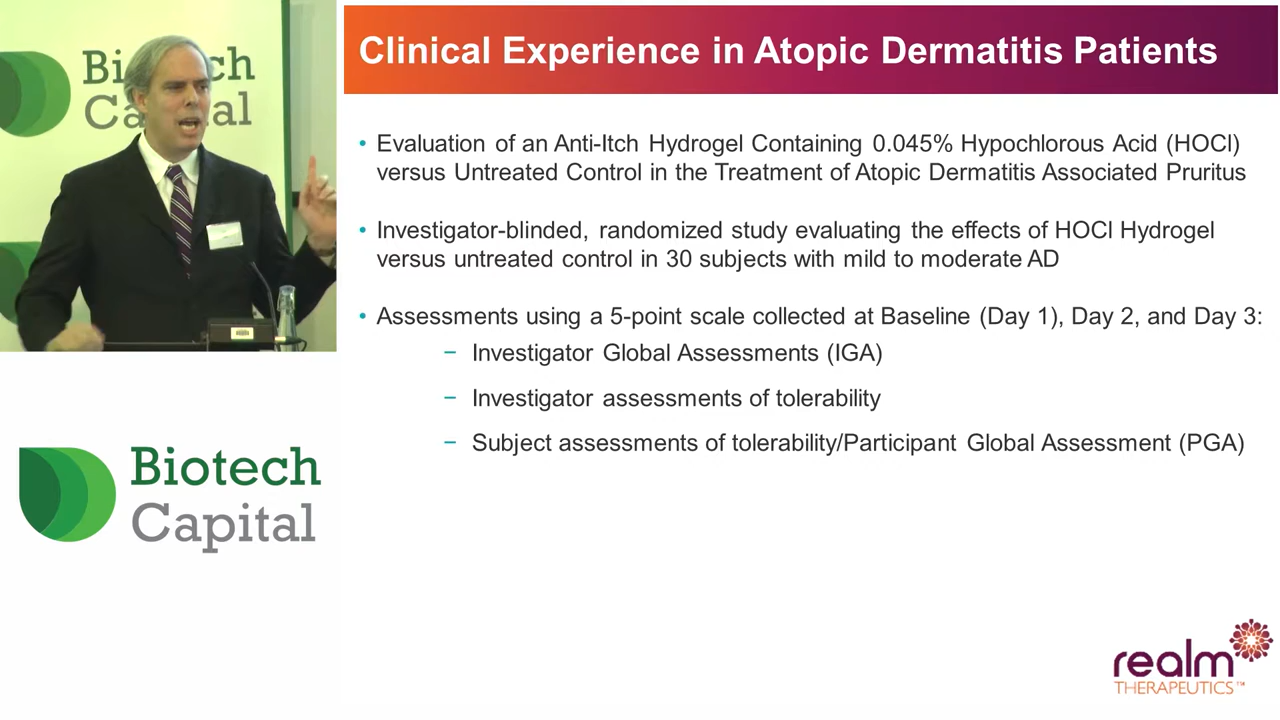 Biotech
Capital
Clinical Experience in Atopic Dermatitis Patients
• Evaluation of an Anti-Itch Hydrogel Containing 0.045% Hypochlorous Acid (HOCl)
versus Untreated Control in the Treatment of Atopic Dermatitis Associated Pruritus
• Investigator-blinded, randomized study evaluating the effects of HOCl Hydrogel
versus untreated control in 30 subjects with mild to moderate AD
• Assessments using a 5-point scale collected at Baseline (Day 1), Day 2, and Day 3:
− Investigator Global Assessments (IGA)
− Investigator assessments of tolerability
− Subject assessments of tolerability/Participant Global Assessment (PGA)
realm
THERAPEUTICS™